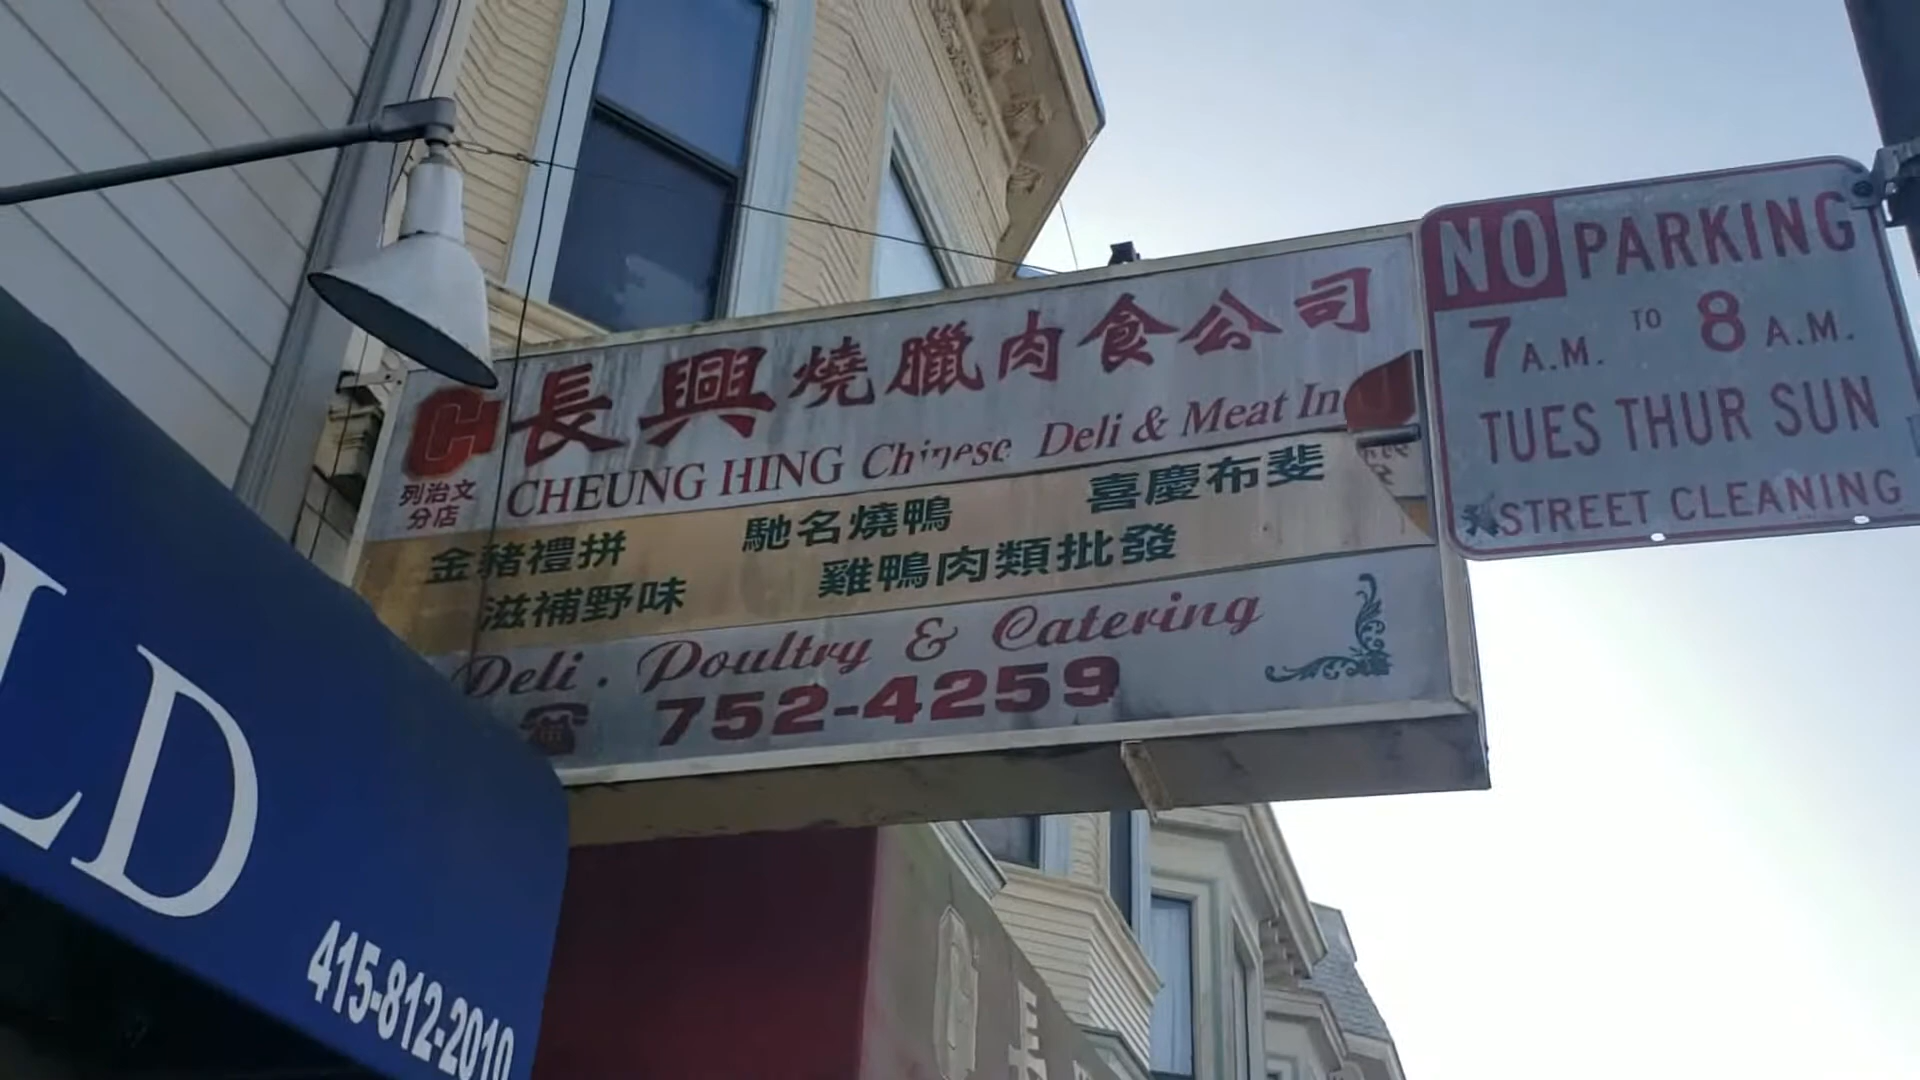 長興燒臘肉食公司
列治文
分店
CHEUNG HING Chinese Deli & Meat In
金豬禮拼 馳名燒鴨 喜慶布斐
滋補野味 雞鴨肉類批發
Deli . Poultry & Catering
752-4259
NO PARKING
7 A.M. TO 8 A.M.
TUES THUR SUN
STREET CLEANING
LD
415-812-2010
長